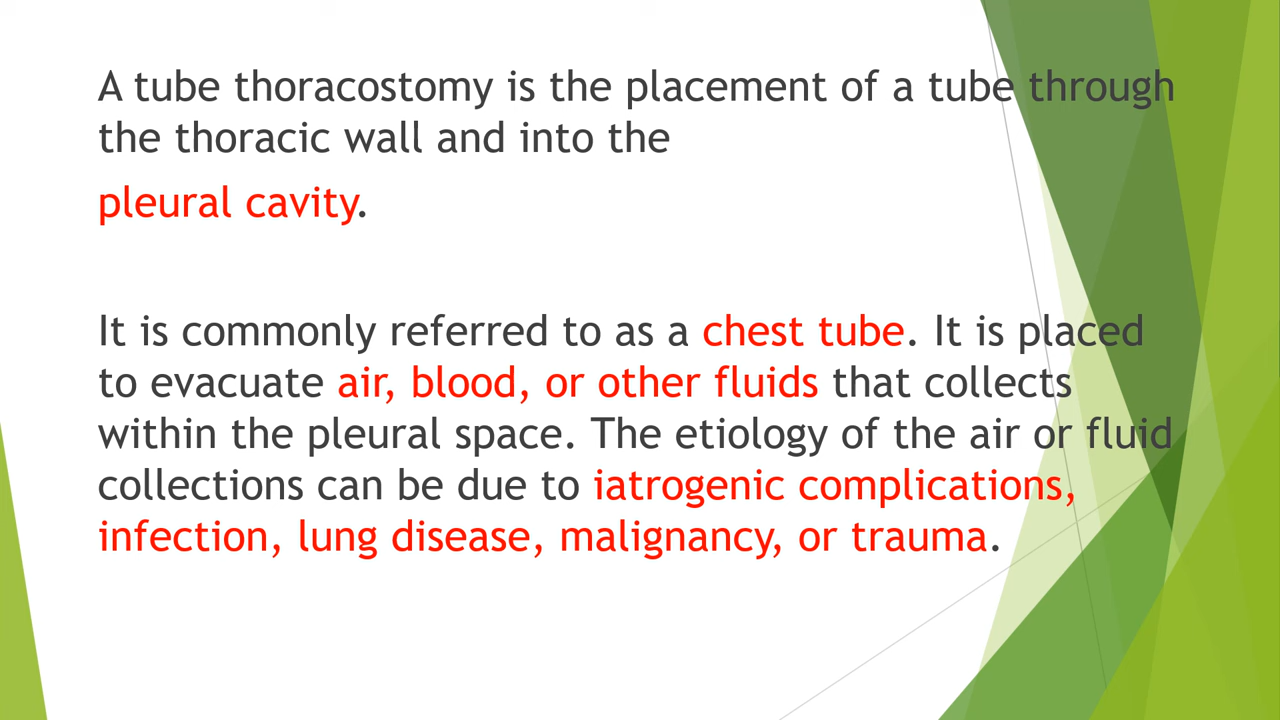 A tube thoracostomy is the placement of a tube through
the thoracic wall and into the
pleural cavity.
It is commonly referred to as a chest tube. It is placed
to evacuate air, blood, or other fluids that collects
within the pleural space. The etiology of the air or fluid
collections can be due to iatrogenic complications,
infection, lung disease, malignancy, or trauma.